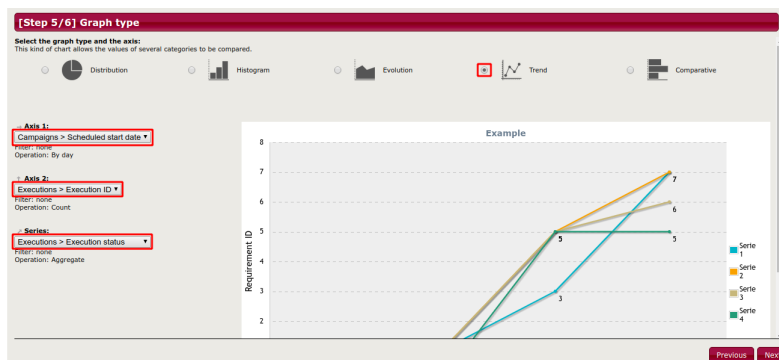 [Step 5/6] Graph type
Select the graph type and the axis:
This kind of chart allows the values of several categories to be compared.
Distribution
Histogram
Evolution
Trend
Comparative
Axis 1:
Campaigns > Scheduled start date
Filter: none
Operation: By day
Axis 2:
Executions > Execution ID
Filter: none
Operation: Count
Series:
Executions > Execution status
Filter: none
Operation: Aggregate
Example
8
7
6
5
4
3
2
Requirement ID
7
6
5
5
3
Serie
1
Serie
2
Serie
3
Serie
4
Previous
Nex